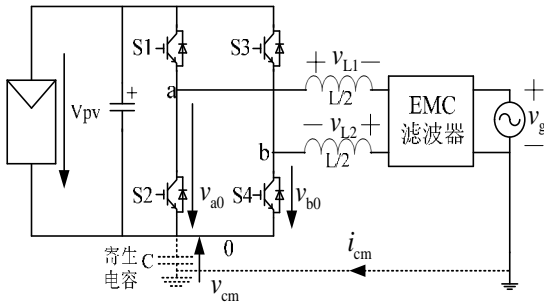 S1
S3
+ vL1 −
a
L/2
EMC
滤波器
+
vg
−
Vpv
+
− vL2 +
L/2
b
S2
va0
S4
vb0
寄生
电容
C
0
vcm
icm